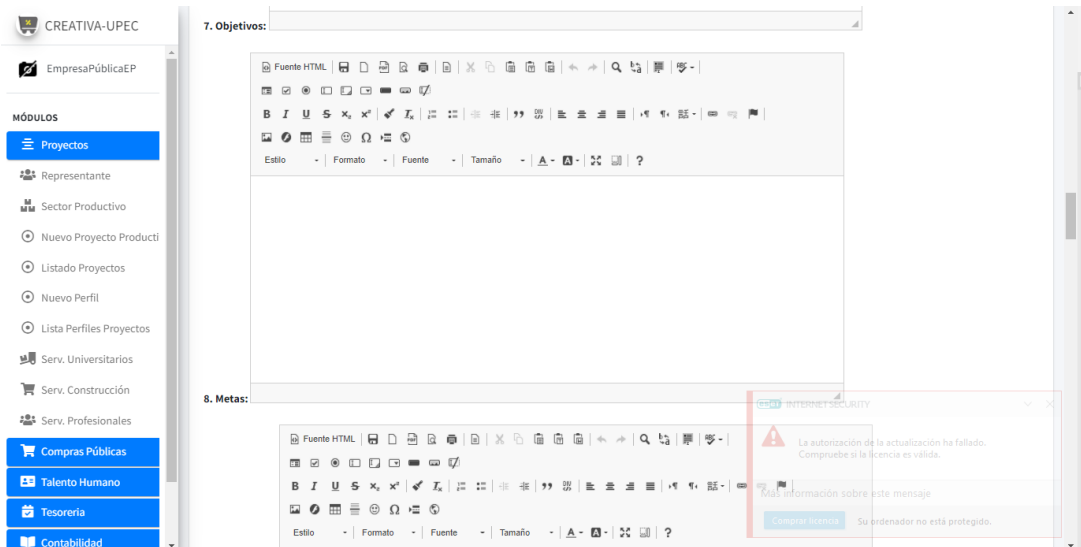 CREATIVA-UPEC
EmpresaPúblicaEP
MÓDULOS
Proyectos
Representante
Sector Productivo
Nuevo Proyecto Producti
Listado Proyectos
Nuevo Perfil
Lista Perfiles Proyectos
Serv. Universitarios
Serv. Construcción
Serv. Profesionales
Compras Públicas
Talento Humano
Tesoreria
Contabilidad
7. Objetivos:
Fuente HTML
Estilo Formato Fuente Tamaño A A ?
8. Metas:
Fuente HTML
Estilo Formato Fuente Tamaño A A ?
eset INTERNET SECURITY
La autorización de la actualización ha fallado.
Compruebe si la licencia es válida.
Más información sobre este mensaje
Comprar licencia Su ordenador no está protegido.